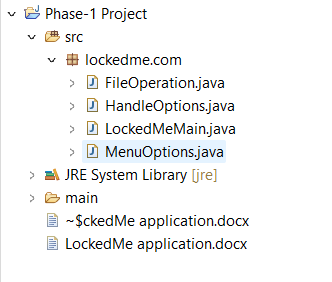 Phase-1 Project
src
lockedme.com
FileOperation.java
HandleOptions.java
LockedMeMain.java
MenuOptions.java
JRE System Library [jre]
main
~$ckedMe application.docx
LockedMe application.docx